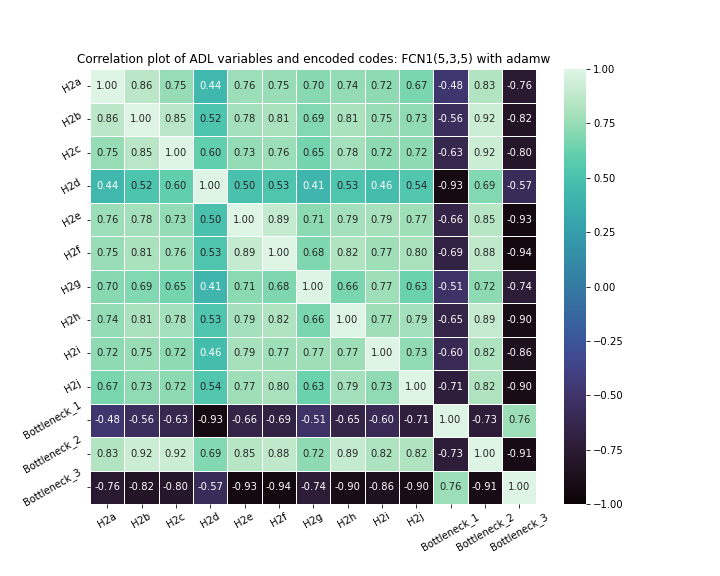 Correlation plot of ADL variables and encoded codes: FCN1(5,3,5) with adamw
H2a 1.00 0.86 0.75 0.44 0.76 0.75 0.70 0.74 0.72 0.67 -0.48 0.83 -0.76
H2b 0.86 1.00 0.85 0.52 0.78 0.81 0.69 0.81 0.75 0.73 -0.56 0.92 -0.82
H2c 0.75 0.85 1.00 0.60 0.73 0.76 0.65 0.78 0.72 0.72 -0.63 0.92 -0.80
H2d 0.44 0.52 0.60 1.00 0.50 0.53 0.41 0.53 0.46 0.54 -0.93 0.69 -0.57
H2e 0.76 0.78 0.73 0.50 1.00 0.89 0.71 0.79 0.79 0.77 -0.66 0.85 -0.93
H2f 0.75 0.81 0.76 0.53 0.89 1.00 0.68 0.82 0.77 0.80 -0.69 0.88 -0.94
H2g 0.70 0.69 0.65 0.41 0.71 0.68 1.00 0.66 0.77 0.63 -0.51 0.72 -0.74
H2h 0.74 0.81 0.78 0.53 0.79 0.82 0.66 1.00 0.77 0.79 -0.65 0.89 -0.90
H2i 0.72 0.75 0.72 0.46 0.79 0.77 0.77 0.77 1.00 0.73 -0.60 0.82 -0.86
H2j 0.67 0.73 0.72 0.54 0.77 0.80 0.63 0.79 0.73 1.00 -0.71 0.82 -0.90
Bottleneck_1 -0.48 -0.56 -0.63 -0.93 -0.66 -0.69 -0.51 -0.65 -0.60 -0.71 1.00 -0.73 0.76
Bottleneck_2 0.83 0.92 0.92 0.69 0.85 0.88 0.72 0.89 0.82 0.82 -0.73 1.00 -0.91
Bottleneck_3 -0.76 -0.82 -0.80 -0.57 -0.93 -0.94 -0.74 -0.90 -0.86 -0.90 0.76 -0.91 1.00
H2a H2b H2c H2d H2e H2f H2g H2h H2i H2j Bottleneck_1 Bottleneck_2 Bottleneck_3
1.00
0.75
0.50
0.25
0.00
-0.25
-0.50
-0.75
-1.00